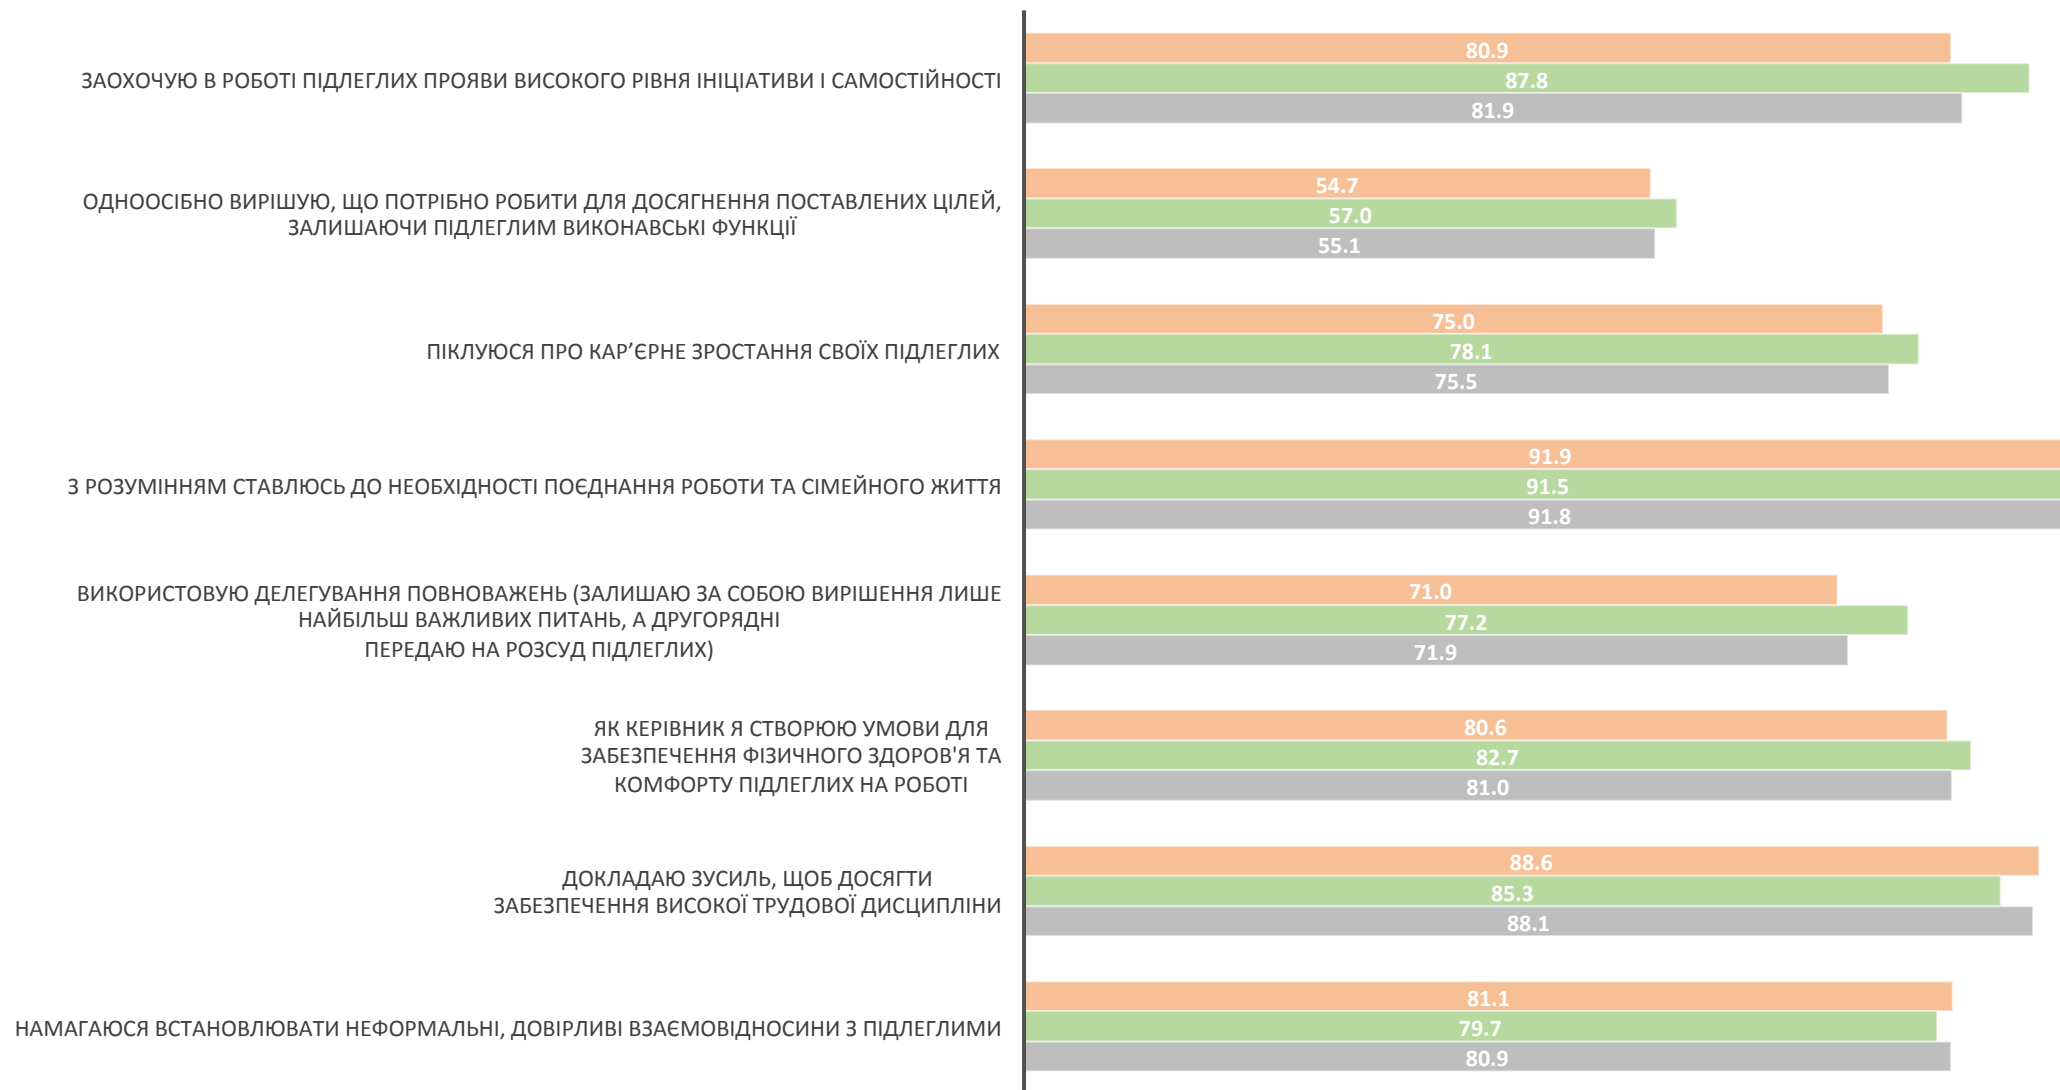 ЗАОХОЧУЮ В РОБОТІ ПІДЛЕГЛИХ ПРОЯВИ ВИСОКОГО РІВНЯ ІНІЦІАТИВИ І САМОСТІЙНОСТІ
80.9
87.8
81.9
ОДНООСІБНО ВИРІШУЮ, ЩО ПОТРІБНО РОБИТИ ДЛЯ ДОСЯГНЕННЯ ПОСТАВЛЕНИХ ЦІЛЕЙ,
ЗАЛИШАЮЧИ ПІДЛЕГЛИМ ВИКОНАВСЬКІ ФУНКЦІЇ
54.7
57.0
55.1
ПІКЛУЮСЯ ПРО КАР’ЄРНЕ ЗРОСТАННЯ СВОЇХ ПІДЛЕГЛИХ
75.0
78.1
75.5
З РОЗУМІННЯМ СТАВЛЮСЬ ДО НЕОБХІДНОСТІ ПОЄДНАННЯ РОБОТИ ТА СІМЕЙНОГО ЖИТТЯ
91.9
91.5
91.8
ВИКОРИСТОВУЮ ДЕЛЕГУВАННЯ ПОВНОВАЖЕНЬ (ЗАЛИШАЮ ЗА СОБОЮ ВИРІШЕННЯ ЛИШЕ
НАЙБІЛЬШ ВАЖЛИВИХ ПИТАНЬ, А ДРУГОРЯДНІ
ПЕРЕДАЮ НА РОЗСУД ПІДЛЕГЛИХ)
71.0
77.2
71.9
ЯК КЕРІВНИК Я СТВОРЮЮ УМОВИ ДЛЯ
ЗАБЕЗПЕЧЕННЯ ФІЗИЧНОГО ЗДОРОВ'Я ТА
КОМФОРТУ ПІДЛЕГЛИХ НА РОБОТІ
80.6
82.7
81.0
ДОКЛАДАЮ ЗУСИЛЬ, ЩОБ ДОСЯГТИ
ЗАБЕЗПЕЧЕННЯ ВИСОКОЇ ТРУДОВОЇ ДИСЦИПЛІНИ
88.6
85.3
88.1
НАМАГАЮСЯ ВСТАНОВЛЮВАТИ НЕФОРМАЛЬНІ, ДОВІРЛИВІ ВЗАЄМОВІДНОСИНИ З ПІДЛЕГЛИМИ
81.1
79.7
80.9